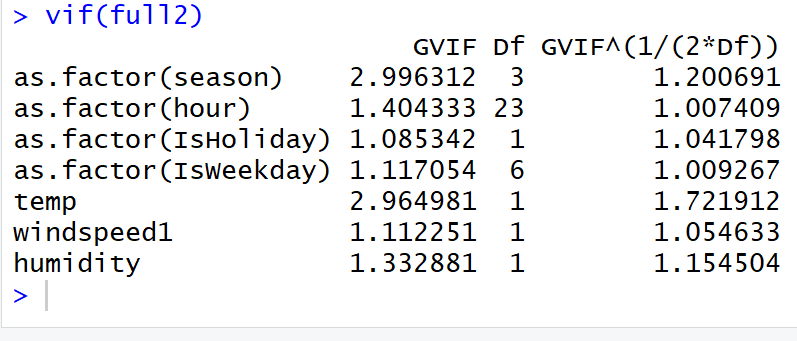 > vif(full2)
GVIF Df GVIF^(1/(2*Df))
as.factor(season) 2.996312 3 1.200691
as.factor(hour) 1.404333 23 1.007409
as.factor(IsHoliday) 1.085342 1 1.041798
as.factor(IsWeekday) 1.117054 6 1.009267
temp 2.964981 1 1.721912
windspeed1 1.112251 1 1.054633
humidity 1.332881 1 1.154504
>